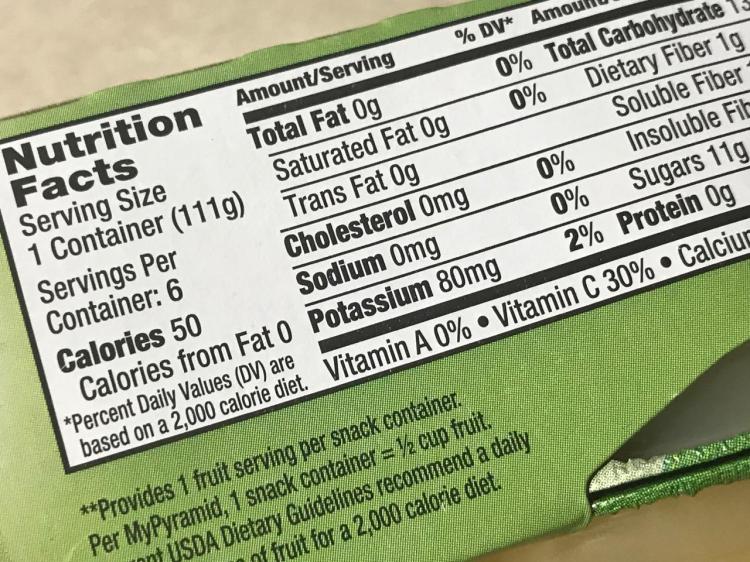 Nutrition
Facts
Serving Size
1 Container (111g)
Servings Per
Container: 6
Calories 50
Calories from Fat 0
*Percent Daily Values (DV) are
based on a 2,000 calorie diet.
Amount/Serving % DV*
Total Fat 0g 0%
Saturated Fat 0g 0%
Trans Fat 0g
Cholesterol 0mg 0%
Sodium 0mg 0%
Potassium 80mg 2%
Total Carbohydrate
Dietary Fiber 1g
Soluble Fiber
Insoluble
Sugars 11g
Protein 0g
Vitamin A 0% • Vitamin C 30% •
**Provides 1 fruit serving per snack container.
Per MyPyramid, 1 snack container = ½ cup fruit.
USDA Dietary Guidelines recommend a daily
of fruit for a 2,000 calorie diet.